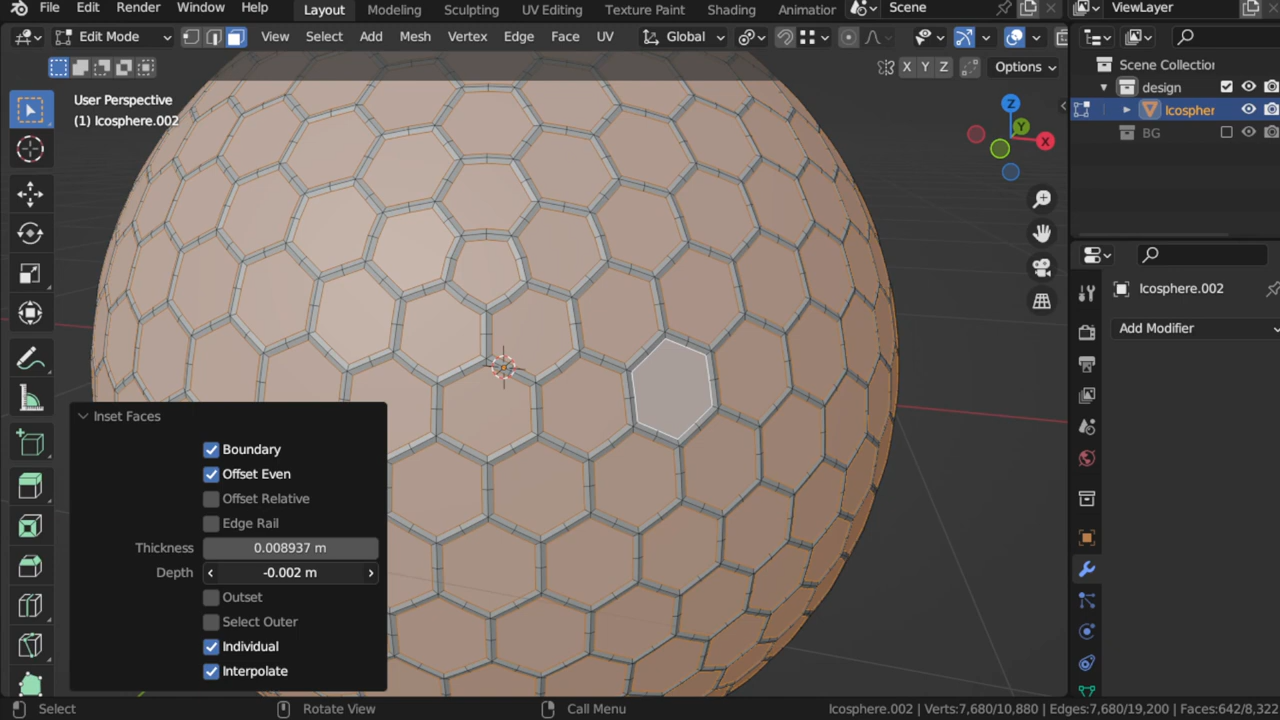 File Edit Render Window Help Layout Modeling Sculpting UV Editing Texture Paint Shading Animation Scene ViewLayer
Edit Mode View Select Add Mesh Vertex Edge Face UV Global
X Y Z Options
User Perspective
(1) Icosphere.002
Z
Y
X
Scene Collection
design
Icospher
BG
Icosphere.002
Add Modifier
Inset Faces
Boundary
Offset Even
Offset Relative
Edge Rail
Thickness 0.008937 m
Depth -0.002 m
Outset
Select Outer
Individual
Interpolate
Select Rotate View Call Menu Icosphere.002 | Verts:7,680/10,880 | Edges:7,680/19,200 | Faces:642/8,322